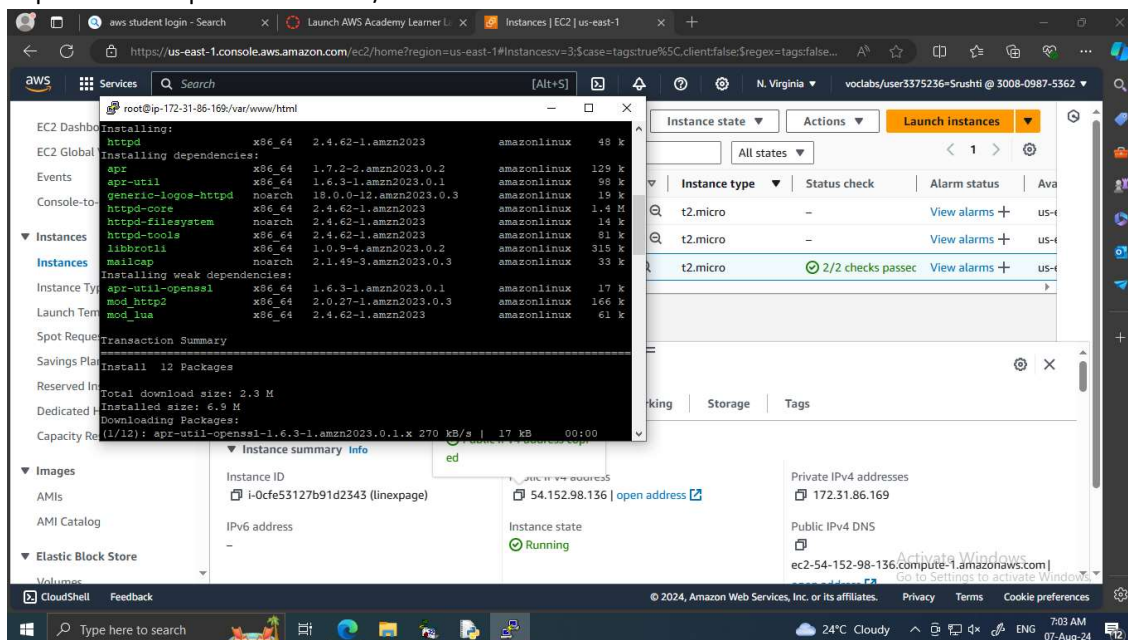 aws student login - Search
Launch AWS Academy Learner L
Instances | EC2 | us-east-1
https://us-east-1.console.aws.amazon.com/ec2/home?region=us-east-1#Instances:v=3;$case=tags:true%5C,client:false;$regex=tags:false...
aws
Services
Search
[Alt+S]
N. Virginia
voclabs/user3375236=Srushti @ 3008-0987-5362
root@ip-172-31-86-169:/var/www/html
Installing:
httpd x86_64 2.4.62-1.amzn2023 amazonlinux 48 k
Installing dependencies:
apr x86_64 1.7.2-2.amzn2023.0.2 amazonlinux 129 k
apr-util x86_64 1.6.3-1.amzn2023.0.1 amazonlinux 98 k
generic-logos-httpd noarch 18.0.0-12.amzn2023.0.3 amazonlinux 19 k
httpd-core x86_64 2.4.62-1.amzn2023 amazonlinux 1.4 M
httpd-filesystem noarch 2.4.62-1.amzn2023 amazonlinux 14 k
httpd-tools x86_64 2.4.62-1.amzn2023 amazonlinux 81 k
libbrotli x86_64 1.0.9-4.amzn2023.0.2 amazonlinux 315 k
mailcap noarch 2.1.49-3.amzn2023.0.3 amazonlinux 33 k
Installing weak dependencies:
apr-util-openssl x86_64 1.6.3-1.amzn2023.0.1 amazonlinux 17 k
mod_http2 x86_64 2.0.27-1.amzn2023.0.3 amazonlinux 166 k
mod_lua x86_64 2.4.62-1.amzn2023 amazonlinux 61 k
Transaction Summary
Install 12 Packages
Total download size: 2.3 M
Installed size: 6.9 M
Downloading Packages:
(1/12): apr-util-openssl-1.6.3-1.amzn2023.0.1.x 270 kB/s | 17 kB 00:00
EC2 Dashbo
EC2 Global
Events
Console-to-
Instances
Instances
Instance Typ
Launch Tem
Spot Reque
Savings Pla
Reserved In
Dedicated H
Capacity Re
Images
AMIs
AMI Catalog
Elastic Block Store
Volumes
Instance state
Actions
Launch instances
All states
1
Instance type
Status check
Alarm status
Ava
t2.micro – View alarms + us-e
t2.micro – View alarms + us-e
t2.micro 2/2 checks passec View alarms + us-e
rking
Storage
Tags
ed
Instance summary Info
Instance ID
i-0cfe53127b91d2343 (linexpage)
54.152.98.136 | open address
Private IPv4 addresses
172.31.86.169
IPv6 address
–
Instance state
Running
Public IPv4 DNS
ec2-54-152-98-136.compute-1.amazonaws.com |
Activate Windows
Go to Settings to activate Windows.
CloudShell
Feedback
© 2024, Amazon Web Services, Inc. or its affiliates.
Privacy
Terms
Cookie preferences
Type here to search
24°C Cloudy
ENG
7:03 AM
07-Aug-24
12